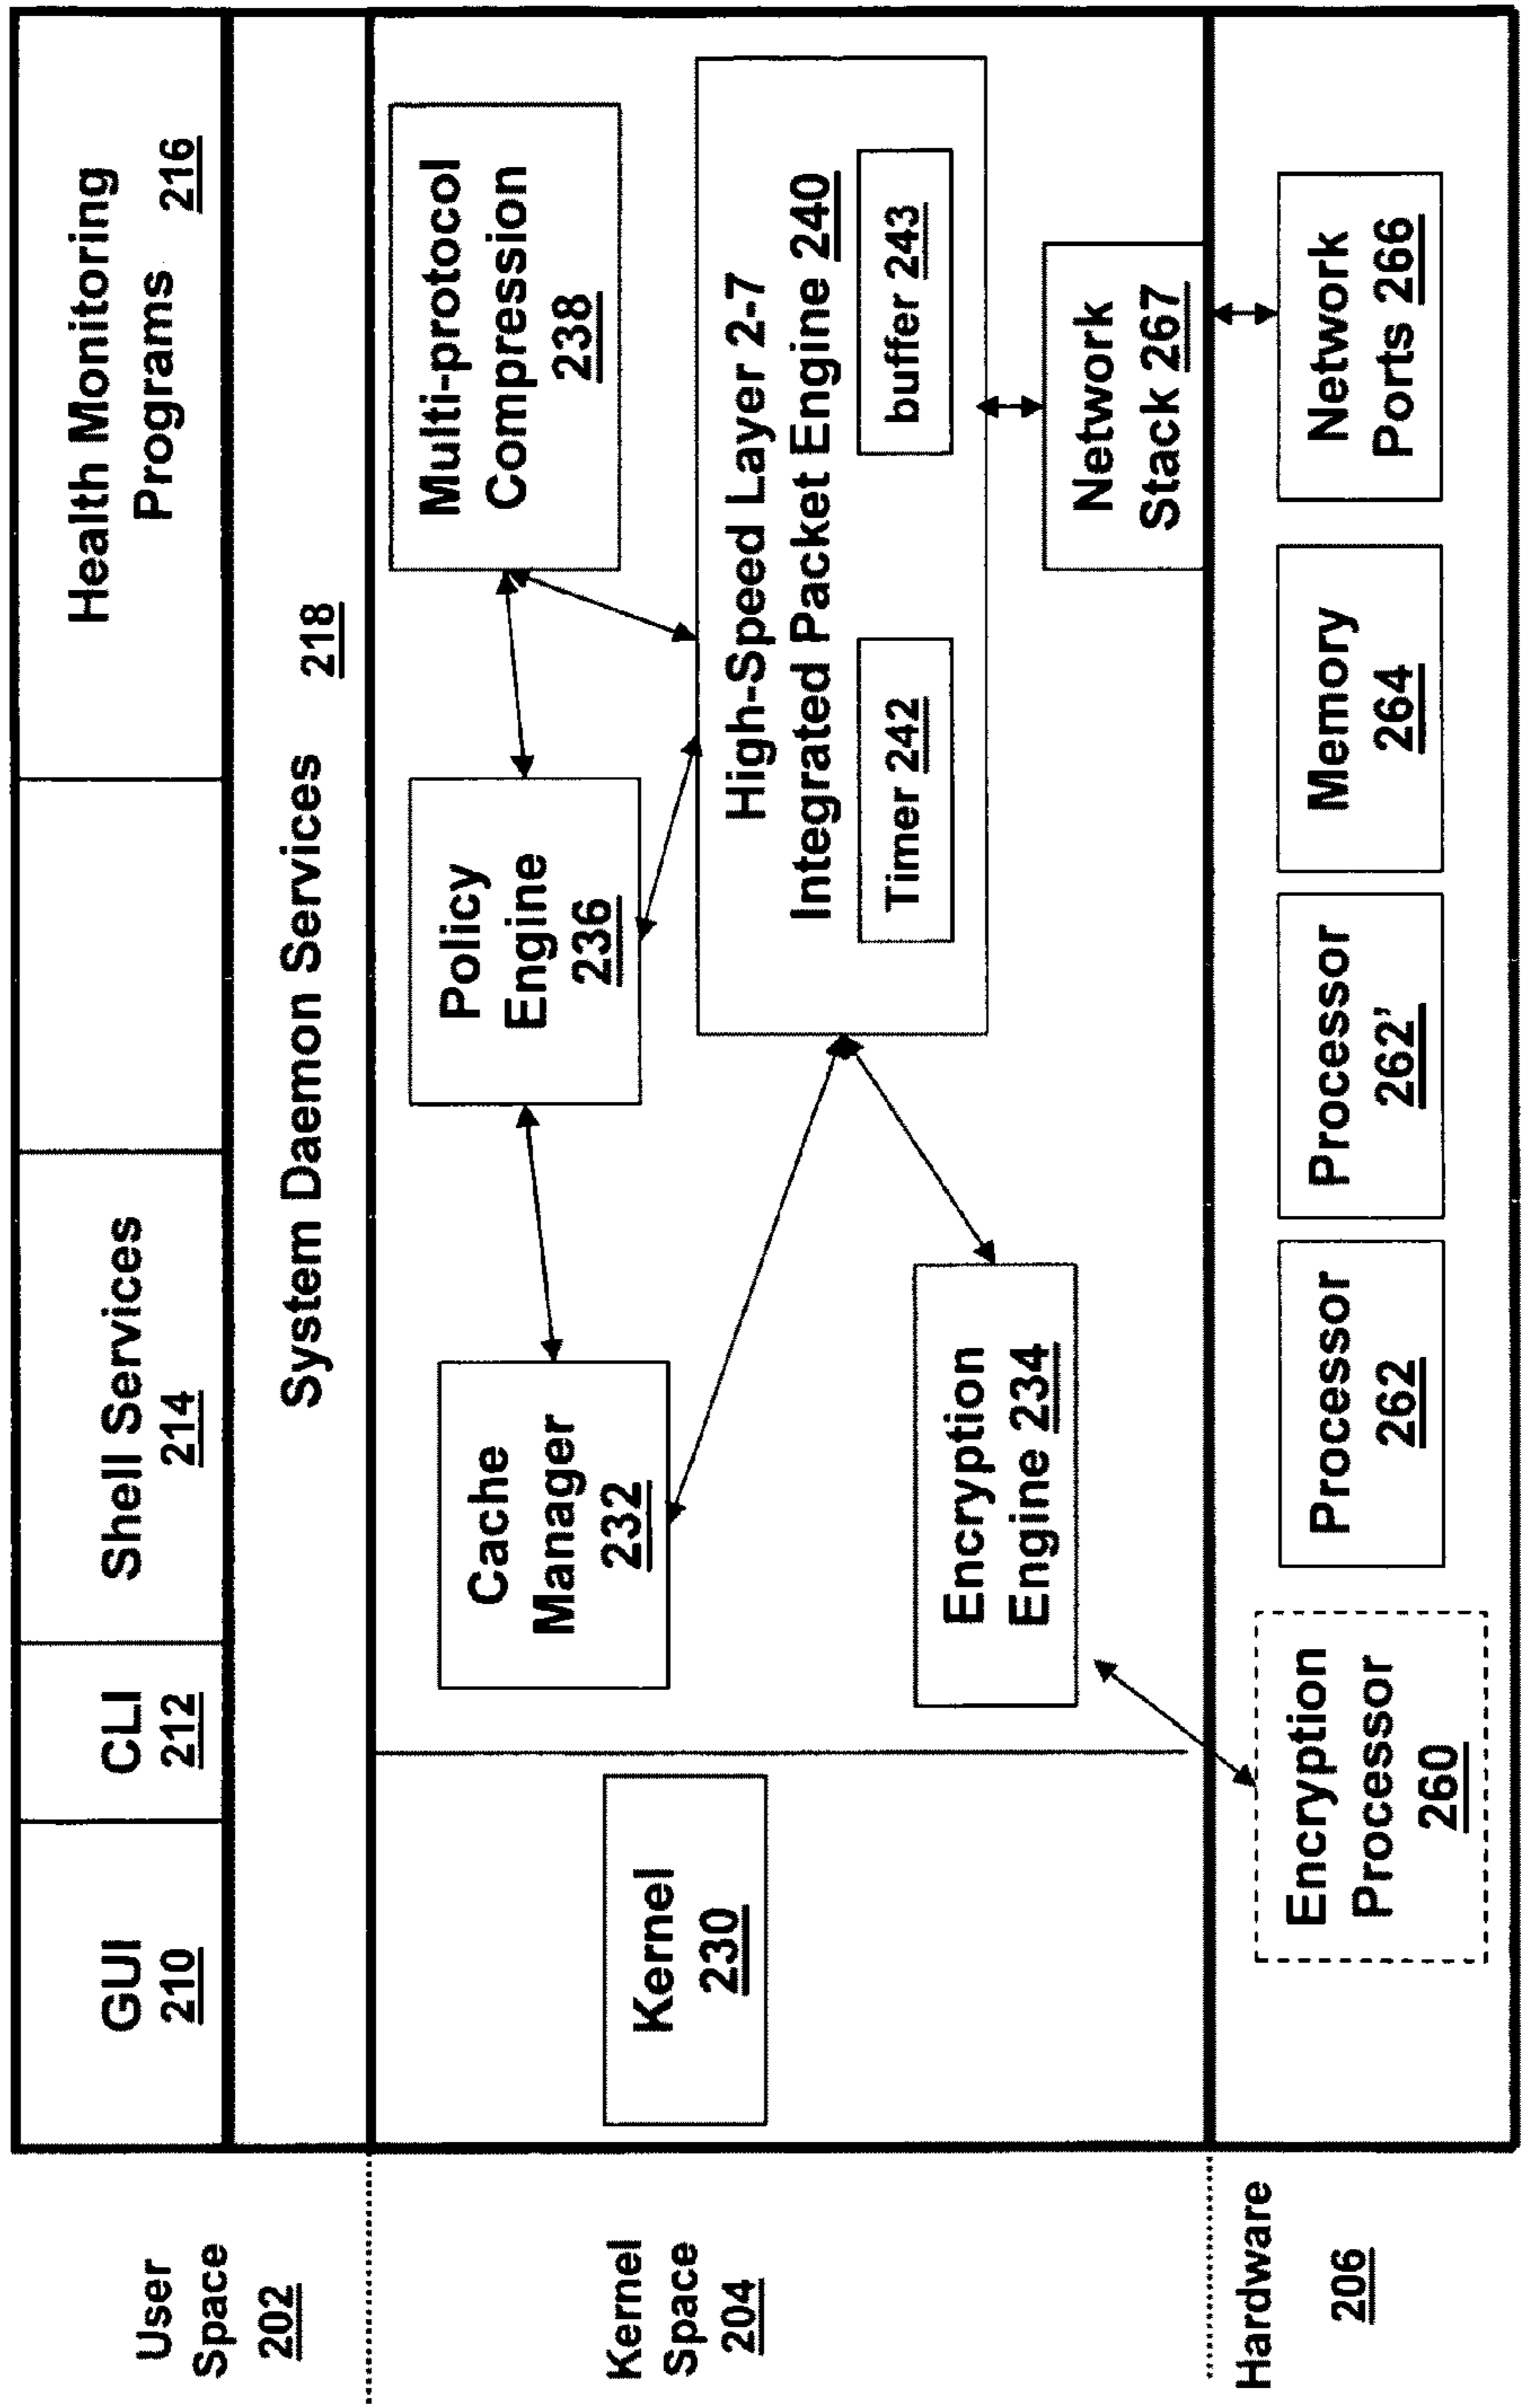 User
Space
202
GUI
210
CLI
212
Shell Services
214
Health Monitoring
Programs 216
System Daemon Services 218
Kernel
Space
204
Kernel
230
Cache
Manager
232
Policy
Engine
236
Multi-protocol
Compression
238
High-Speed Layer 2-7
Integrated Packet Engine 240
Timer 242
buffer 243
Encryption
Engine 234
Network
Stack 267
Hardware
206
Encryption
Processor
260
Processor
262
Processor
262’
Memory
264
Network
Ports 266